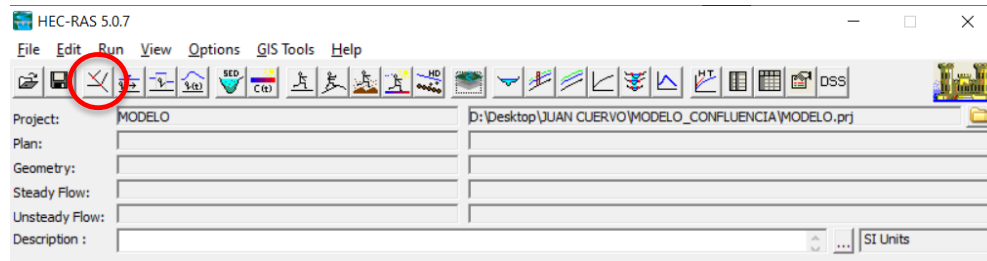 HEC-RAS 5.0.7
File Edit Run View Options GIS Tools Help
SED C(t) HD HT DSS
Project: MODELO D:\Desktop\JUAN CUERVO\MODELO_CONFLUENCIA\MODELO.prj
Plan:
Geometry:
Steady Flow:
Unsteady Flow:
Description : ... SI Units